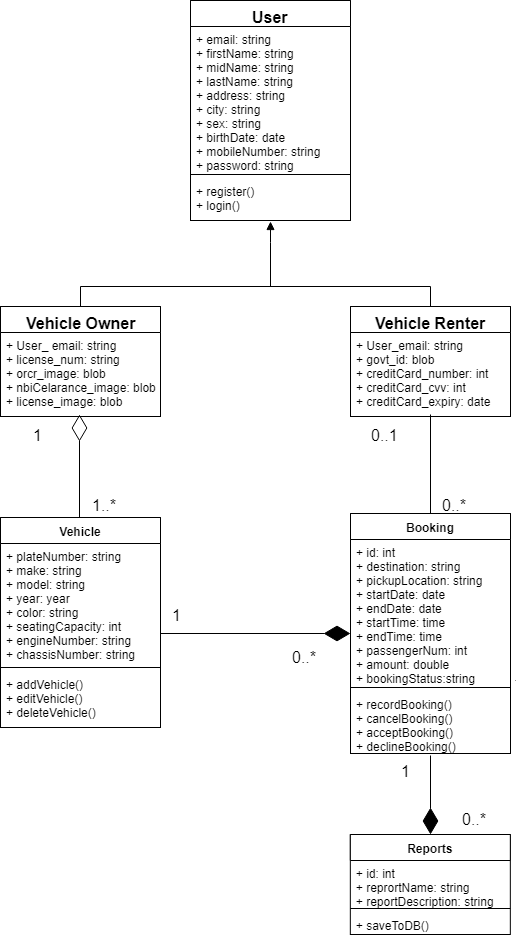 User
+ email: string
+ firstName: string
+ midName: string
+ lastName: string
+ address: string
+ city: string
+ sex: string
+ birthDate: date
+ mobileNumber: string
+ password: string
+ register()
+ login()
Vehicle Owner
+ User_ email: string
+ license_num: string
+ orcr_image: blob
+ nbiCelarance_image: blob
+ license_image: blob
Vehicle Renter
+ User_email: string
+ govt_id: blob
+ creditCard_number: int
+ creditCard_cvv: int
+ creditCard_expiry: date
1
0..1
1..*
0..*
Vehicle
+ plateNumber: string
+ make: string
+ model: string
+ year: year
+ color: string
+ seatingCapacity: int
+ engineNumber: string
+ chassisNumber: string
+ addVehicle()
+ editVehicle()
+ deleteVehicle()
1
0..*
Booking
+ id: int
+ destination: string
+ pickupLocation: string
+ startDate: date
+ endDate: date
+ startTime: time
+ endTime: time
+ passengerNum: int
+ amount: double
+ bookingStatus:string
+ recordBooking()
+ cancelBooking()
+ acceptBooking()
+ declineBooking()
1
0..*
Reports
+ id: int
+ reprortName: string
+ reportDescription: string
+ saveToDB()